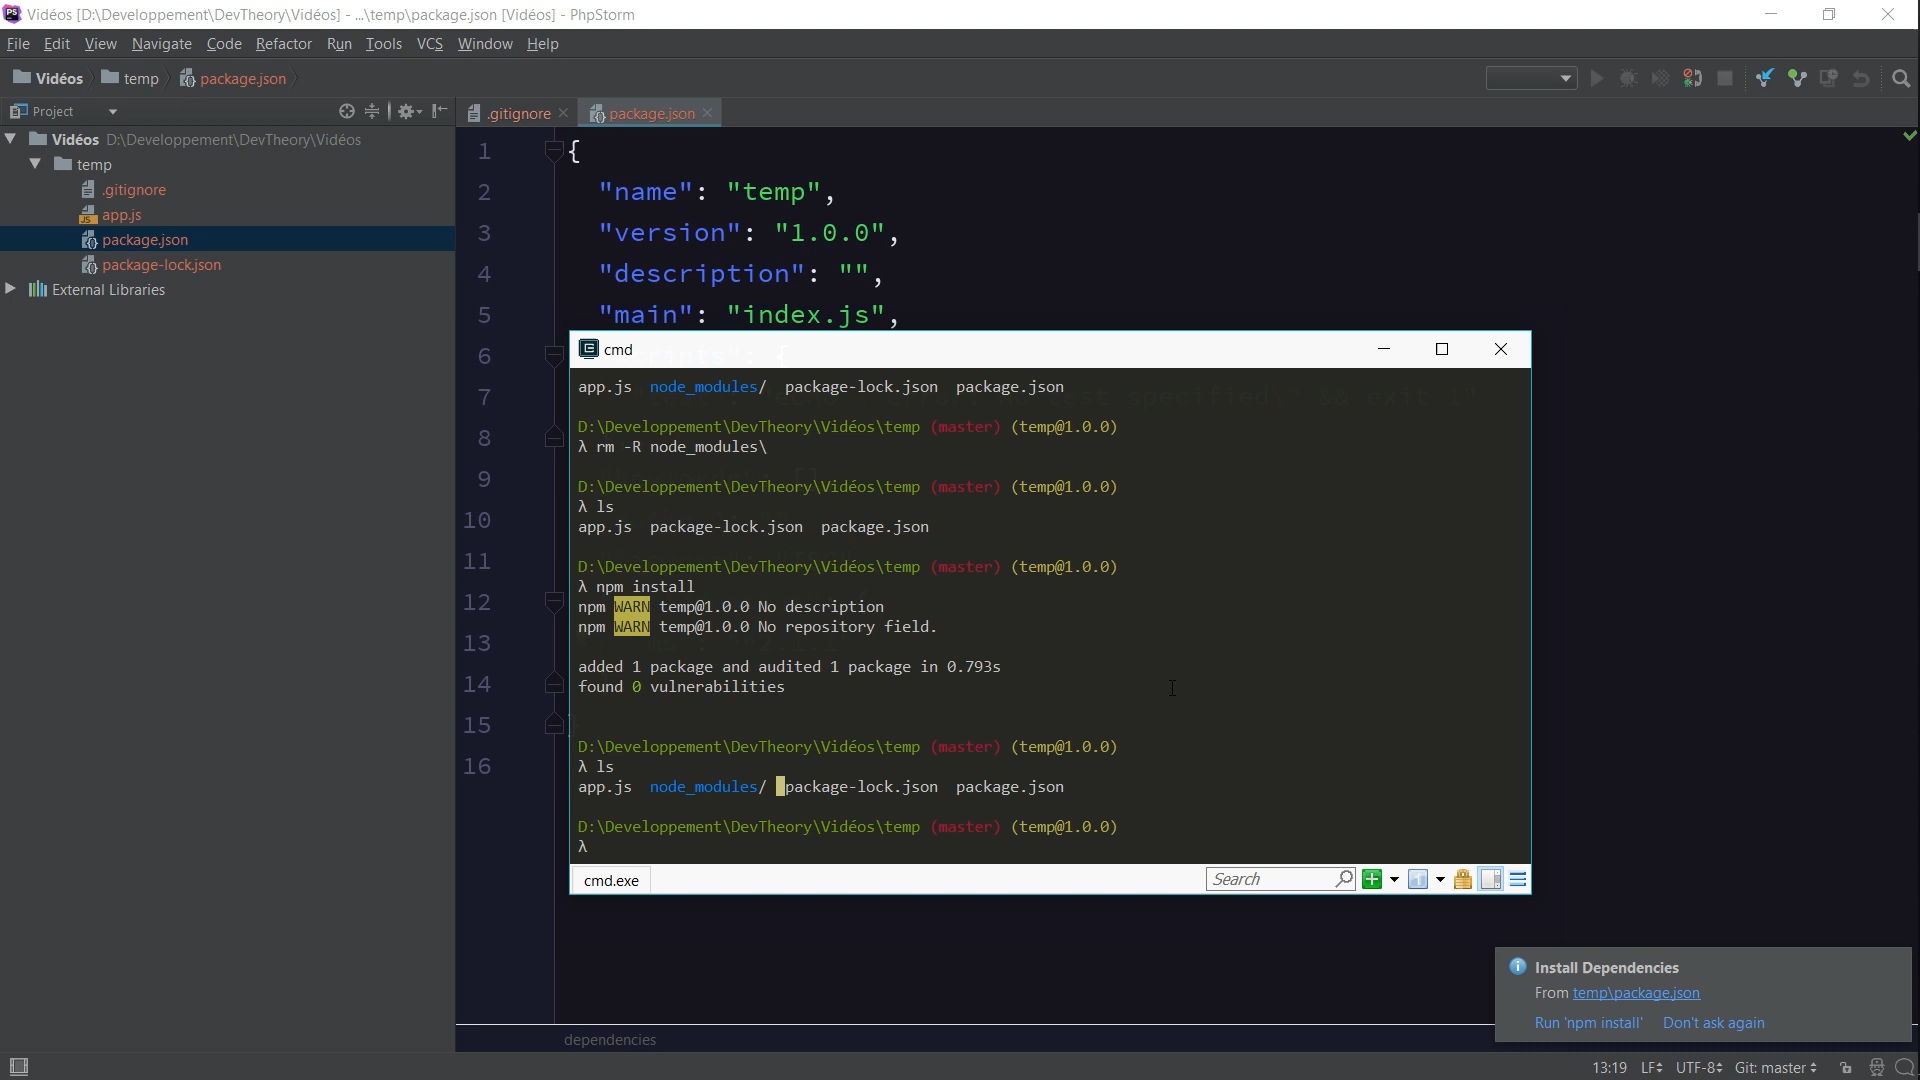 Vidéos [D:\Developpement\DevTheory\Vidéos] - ...\temp\package.json [Vidéos] - PhpStorm
File Edit View Navigate Code Refactor Run Tools VCS Window Help
Vidéos temp package.json
Project
.gitignore package.json
Vidéos D:\Developpement\DevTheory\Vidéos
temp
.gitignore
app.js
package.json
package-lock.json
External Libraries
1 {
2 "name": "temp",
3 "version": "1.0.0",
4 "description": "",
5 "main": "index.js",
6
7
8
9
10
11
12
13
14
15
16
cmd
app.js node_modules/ package-lock.json package.json
D:\Developpement\DevTheory\Vidéos\temp (master) (temp@1.0.0)
λ rm -R node_modules\
D:\Developpement\DevTheory\Vidéos\temp (master) (temp@1.0.0)
λ ls
app.js package-lock.json package.json
D:\Developpement\DevTheory\Vidéos\temp (master) (temp@1.0.0)
λ npm install
npm WARN temp@1.0.0 No description
npm WARN temp@1.0.0 No repository field.
added 1 package and audited 1 package in 0.793s
found 0 vulnerabilities
D:\Developpement\DevTheory\Vidéos\temp (master) (temp@1.0.0)
λ ls
app.js node_modules/ package-lock.json package.json
D:\Developpement\DevTheory\Vidéos\temp (master) (temp@1.0.0)
λ
cmd.exe Search
Install Dependencies
From temp\package.json
Run 'npm install' Don't ask again
dependencies
13:19 LF UTF-8 Git: master